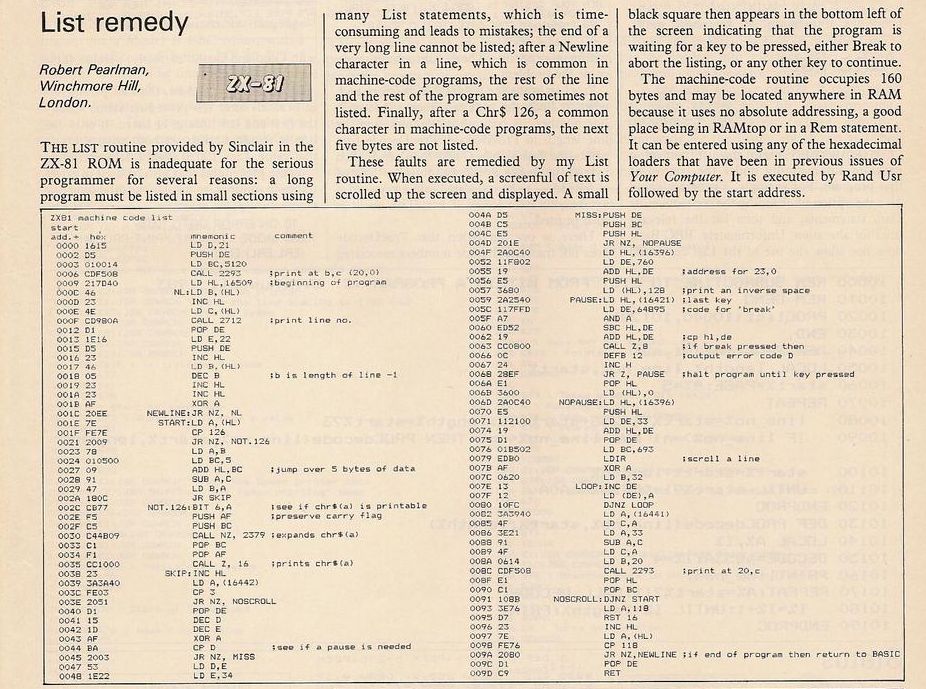 List remedy
Robert Pearlman,
Winchmore Hill,
London.
ZX-81
THE LIST routine provided by Sinclair in the
ZX-81 ROM is inadequate for the serious
programmer for several reasons: a long
program must be listed in small sections using
many List statements, which is time-
consuming and leads to mistakes; the end of a
very long line cannot be listed; after a Newline
character in a line, which is common in
machine-code programs, the rest of the line
and the rest of the program are sometimes not
listed. Finally, after a Chr$ 126, a common
character in machine-code programs, the next
five bytes are not listed.
These faults are remedied by my List
routine. When executed, a screenful of text is
scrolled up the screen and displayed. A small
black square then appears in the bottom left of
the screen indicating that the program is
waiting for a key to be pressed, either Break to
abort the listing, or any other key to continue.
The machine-code routine occupies 160
bytes and may be located anywhere in RAM
because it uses no absolute addressing, a good
place being in RAMtop or in a Rem statement.
It can be entered using any of the hexadecimal
loaders that have been in previous issues of
Your Computer. It is executed by Rand Usr
followed by the start address.
ZX81 machine code list
start
add.+ hex mnemonic comment
0000 1615 LD D,21
0002 D5 PUSH DE
0003 010014 LD BC,5120
0006 CDF508 CALL 2293 ;print at b,c (20,0)
0009 217D40 LD HL,16509 ;beginning of program
000C 46 NL:LD B,(HL)
000D 23 INC HL
000E 4E LD C,(HL)
000F CD980A CALL 2712 ;print line no.
0012 D1 POP DE
0013 1E16 LD E,22
0015 D5 PUSH DE
0016 23 INC HL
0017 46 LD B,(HL)
0018 05 DEC B ;b is length of line -1
0019 23 INC HL
001A 23 INC HL
001B AF XOR A
001C 20EE NEWLINE:JR NZ, NL
001E 7E START:LD A,(HL)
001F FE7E CP 126
0021 2009 JR NZ, NOT.126
0023 78 LD A,B
0024 010500 LD BC,5
0027 09 ADD HL,BC ;jump over 5 bytes of data
0028 91 SUB A,C
0029 47 LD B,A
002A 180C JR SKIP
002C CB77 NOT.126:BIT 6,A ;see if chr$(a) is printable
002E F5 PUSH AF ;preserve carry flag
002F C5 PUSH BC
0030 C44B09 CALL NZ, 2379 ;expands chr$(a)
0033 C1 POP BC
0034 F1 POP AF
0035 CC1000 CALL Z, 16 ;prints chr$(a)
0038 23 SKIP:INC HL
0039 3A3A40 LD A,(16442)
003C FE03 CP 3
003E 2051 JR NZ, NOSCROLL
0040 D1 POP DE
0041 15 DEC D
0042 1D DEC E
0043 AF XOR A
0044 BA CP D ;see if a pause is needed
0045 2003 JR NZ, MISS
0047 53 LD D,E
0048 1E22 LD E,34
004A D5 MISS:PUSH DE
004B C5 PUSH BC
004C E5 PUSH HL
004D 201E JR NZ, NOPAUSE
004F 2A0C40 LD HL,(16396)
0052 11F802 LD DE,760
0055 19 ADD HL,DE ;address for 23,0
0056 E5 PUSH HL
0057 3680 LD (HL),128 ;print an inverse space
0059 2A2540 PAUSE:LD HL,(16421) ;last key
005C 117FFD LD DE,64895 ;code for 'break'
005F A7 AND A
0060 ED52 SBC HL,DE
0062 19 ADD HL,DE ;cp hl,de
0063 CC0800 CALL Z,8 ;if break pressed then
0066 0C DEFB 12 ;output error code D
0067 24 INC H
0068 28EF JR Z, PAUSE ;halt program until key pressed
006A E1 POP HL
006B 3600 LD (HL),0
006D 2A0C40 NOPAUSE:LD HL,(16396)
0070 E5 PUSH HL
0071 112100 LD DE,33
0074 19 ADD HL,DE
0075 D1 POP DE
0076 01B502 LD BC,693
0079 EDB0 LDIR ;scroll a line
007B AF XOR A
007C 0620 LD B,32
007E 13 LOOP:INC DE
007F 12 LD (DE),A
0080 10FC DJNZ LOOP
0082 3A3940 LD A,(16441)
0085 4F LD C,A
0086 3E21 LD A,33
0088 91 SUB A,C
0089 4F LD C,A
008A 0614 LD B,20
008C CDF508 CALL 2293 ;print at 20,c
008F E1 POP HL
0090 C1 POP BC
0091 108B NOSCROLL:DJNZ START
0093 3E76 LD A,118
0095 D7 RST 16
0096 23 INC HL
0097 7E LD A,(HL)
0098 FE76 CP 118
009A 2080 JR NZ,NEWLINE ;if end of program then return to BASIC
009C D1 POP DE
009D C9 RET